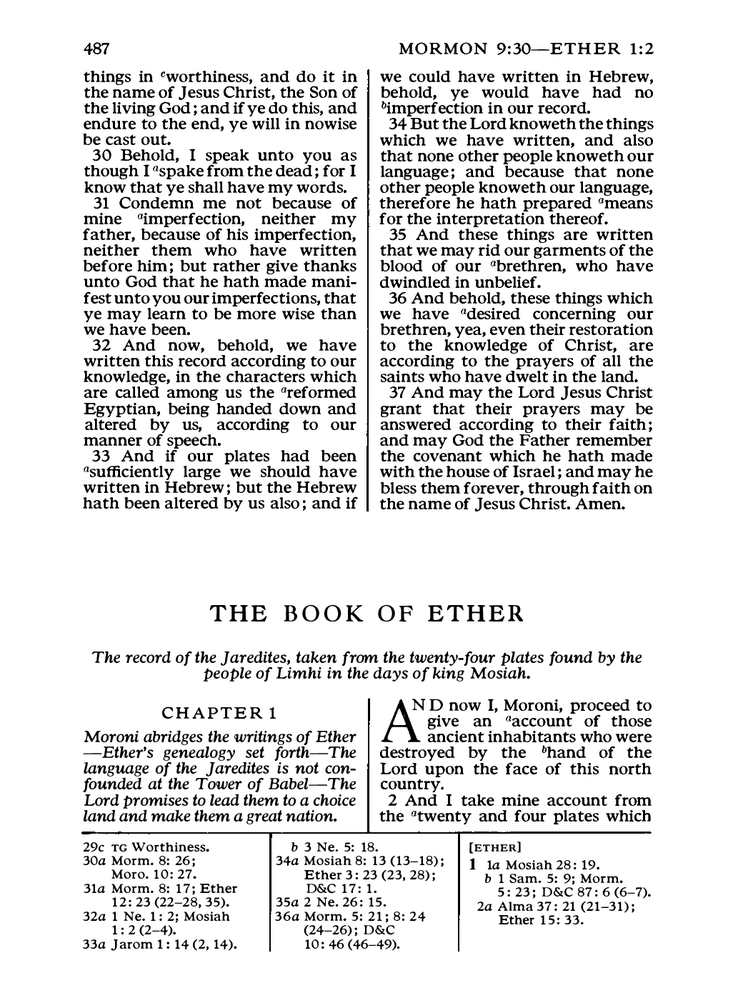 487
MORMON 9:30—ETHER 1:2
things in ᵉworthiness, and do it in
the name of Jesus Christ, the Son of
the living God; and if ye do this, and
endure to the end, ye will in nowise
be cast out.
30 Behold, I speak unto you as
though I ᵃspake from the dead; for I
know that ye shall have my words.
31 Condemn me not because of
mine ᵃimperfection, neither my
father, because of his imperfection,
neither them who have written
before him; but rather give thanks
unto God that he hath made mani-
fest unto you our imperfections, that
ye may learn to be more wise than
we have been.
32 And now, behold, we have
written this record according to our
knowledge, in the characters which
are called among us the ᵃreformed
Egyptian, being handed down and
altered by us, according to our
manner of speech.
33 And if our plates had been
ᵃsufficiently large we should have
written in Hebrew; but the Hebrew
hath been altered by us also; and if
we could have written in Hebrew,
behold, ye would have had no
ᵇimperfection in our record.
34 But the Lord knoweth the things
which we have written, and also
that none other people knoweth our
language; and because that none
other people knoweth our language,
therefore he hath prepared ᵃmeans
for the interpretation thereof.
35 And these things are written
that we may rid our garments of the
blood of our ᵃbrethren, who have
dwindled in unbelief.
36 And behold, these things which
we have ᵃdesired concerning our
brethren, yea, even their restoration
to the knowledge of Christ, are
according to the prayers of all the
saints who have dwelt in the land.
37 And may the Lord Jesus Christ
grant that their prayers may be
answered according to their faith;
and may God the Father remember
the covenant which he hath made
with the house of Israel; and may he
bless them forever, through faith on
the name of Jesus Christ. Amen.
THE BOOK OF ETHER
The record of the Jaredites, taken from the twenty-four plates found by the
people of Limhi in the days of king Mosiah.
CHAPTER 1
Moroni abridges the writings of Ether
—Ether's genealogy set forth—The
language of the Jaredites is not con-
founded at the Tower of Babel—The
Lord promises to lead them to a choice
land and make them a great nation.
AND now I, Moroni, proceed to
give an ᵃaccount of those
ancient inhabitants who were
destroyed by the ᵇhand of the
Lord upon the face of this north
country.
2 And I take mine account from
the ᵃtwenty and four plates which
29c TG Worthiness.
30a Morm. 8: 26;
Moro. 10: 27.
31a Morm. 8: 17; Ether
12: 23 (22–28, 35).
32a 1 Ne. 1: 2; Mosiah
1: 2 (2–4).
33a Jarom 1: 14 (2, 14).
b 3 Ne. 5: 18.
34a Mosiah 8: 13 (13–18);
Ether 3: 23 (23, 28);
D&C 17: 1.
35a 2 Ne. 26: 15.
36a Morm. 5: 21; 8: 24
(24–26); D&C
10: 46 (46–49).
[ETHER]
1 1a Mosiah 28: 19.
b 1 Sam. 5: 9; Morm.
5: 23; D&C 87: 6 (6–7).
2a Alma 37: 21 (21–31);
Ether 15: 33.